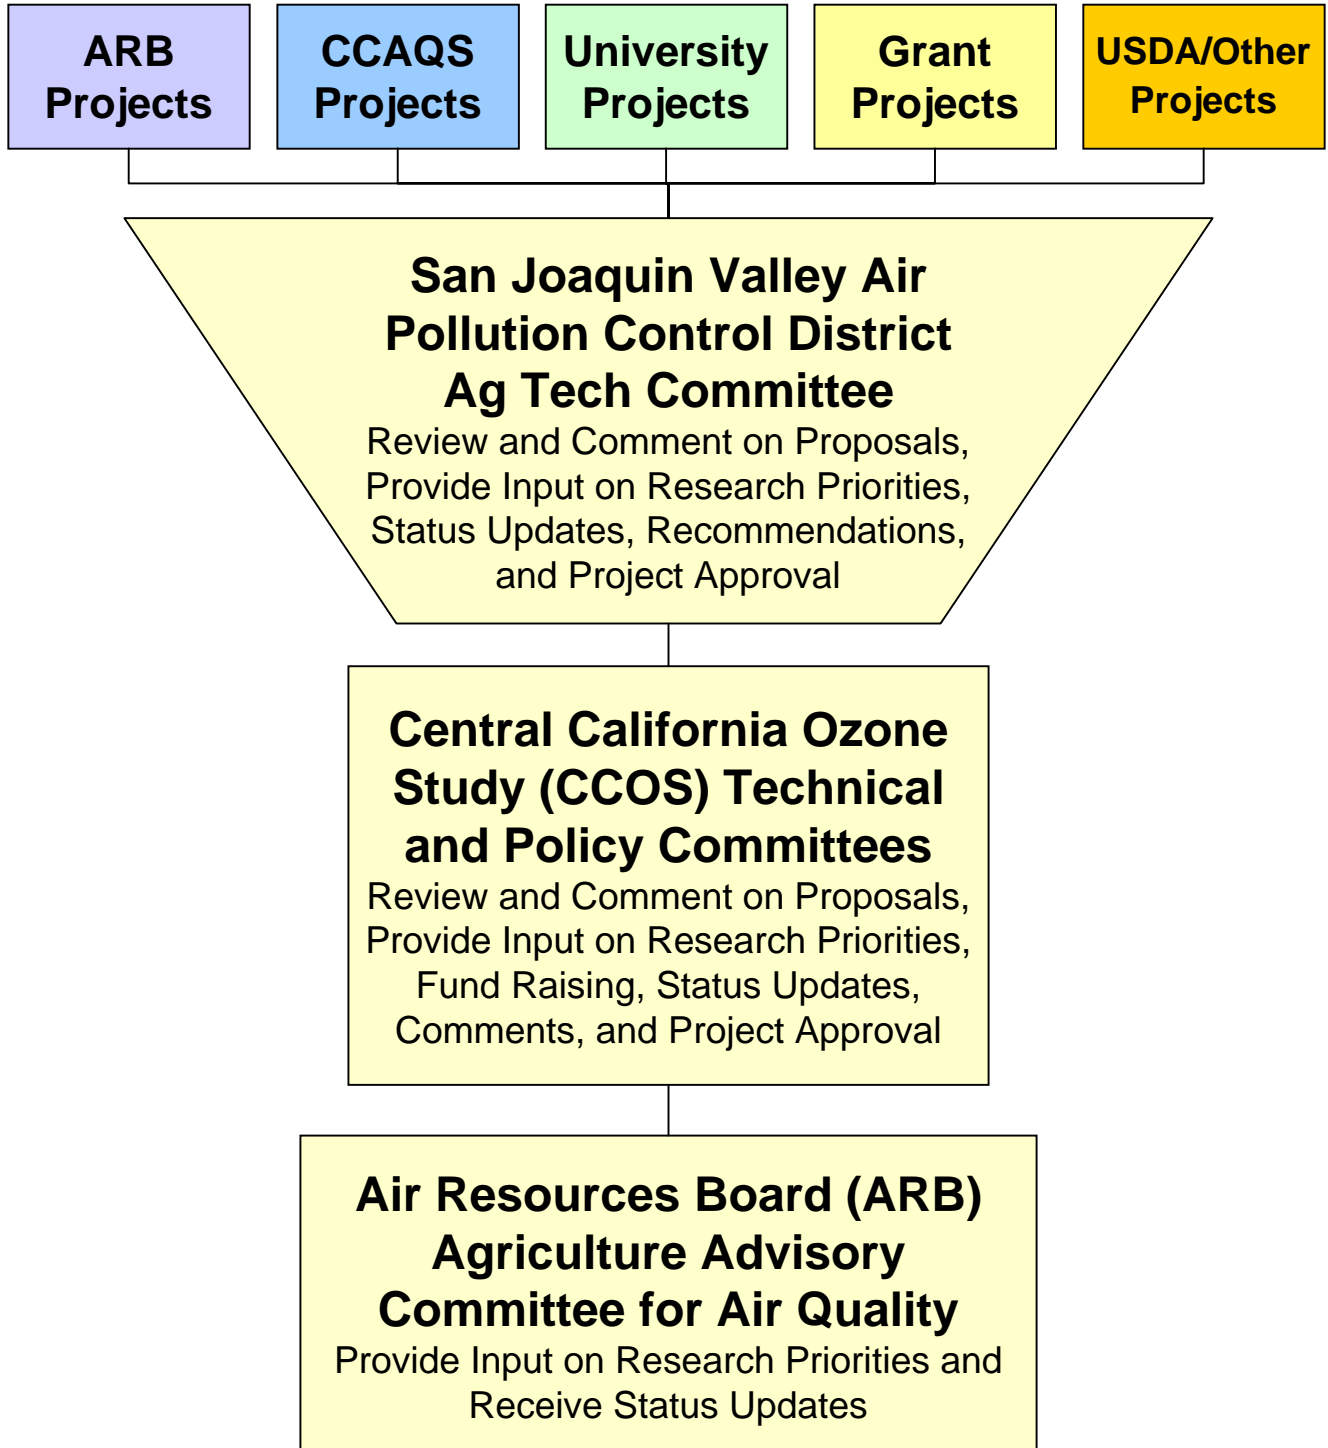 ARB
Projects
CCAQS
Projects
University
Projects
Grant
Projects
USDA/Other
Projects
San Joaquin Valley Air
Pollution Control District
Ag Tech Committee
Review and Comment on Proposals,
Provide Input on Research Priorities,
Status Updates, Recommendations,
and Project Approval
Central California Ozone
Study (CCOS) Technical
and Policy Committees
Review and Comment on Proposals,
Provide Input on Research Priorities,
Fund Raising, Status Updates,
Comments, and Project Approval
Air Resources Board (ARB)
Agriculture Advisory
Committee for Air Quality
Provide Input on Research Priorities and
Receive Status Updates